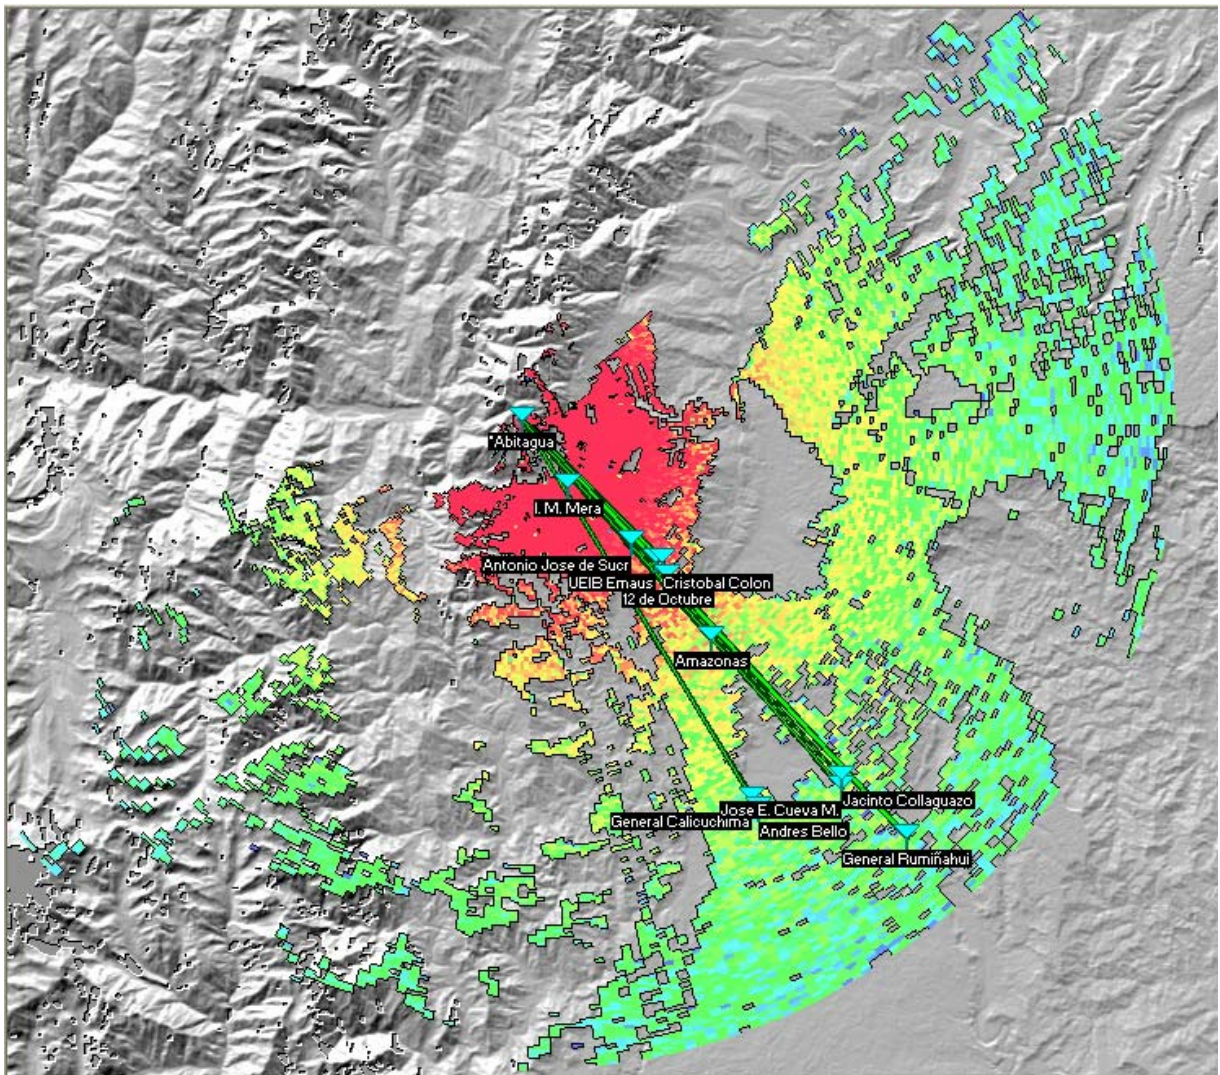 *Abitagua
I. M. Mera
Antonio Jose de Sucr
UEIB Emaus
Cristobal Colon
12 de Octubre
Amazonas
Jacinto Collaguazo
Jose E. Cueva M.
General Calicuchima
Andres Bello
General Rumiñahui